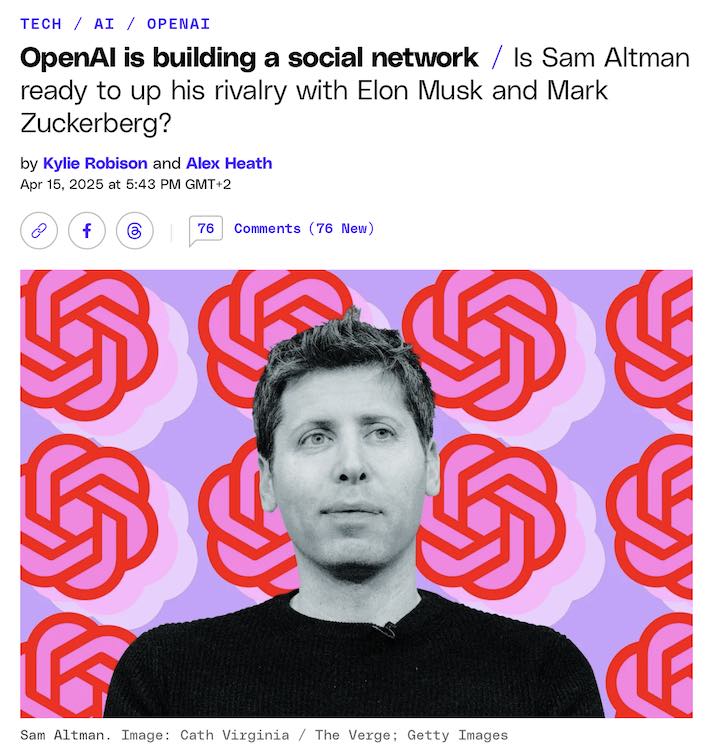 TECH / AI / OPENAI
OpenAI is building a social network / Is Sam Altman
ready to up his rivalry with Elon Musk and Mark
Zuckerberg?
by Kylie Robison and Alex Heath
Apr 15, 2025 at 5:43 PM GMT+2
76 Comments (76 New)
Sam Altman. Image: Cath Virginia / The Verge; Getty Images